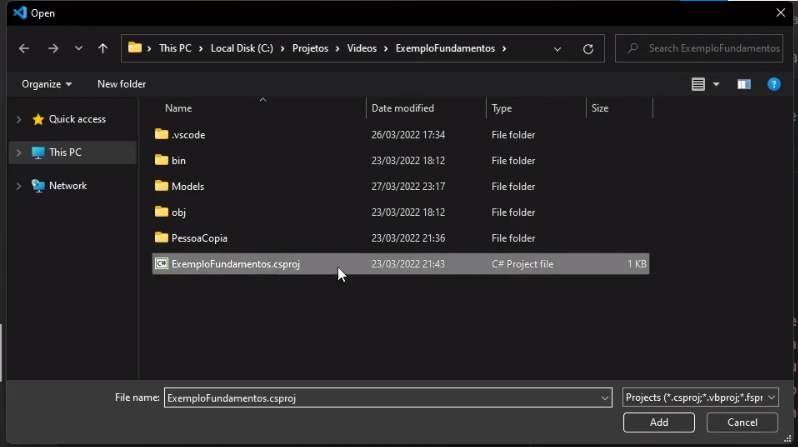 Open
This PC > Local Disk (C:) > Projetos > Videos > ExemploFundamentos >
Search ExemploFundamentos
Organize
New folder
Quick access
This PC
Network
Name Date modified Type Size
.vscode 26/03/2022 17:34 File folder
bin 23/03/2022 18:12 File folder
Models 27/03/2022 23:17 File folder
obj 23/03/2022 18:12 File folder
PessoaCopia 23/03/2022 21:36 File folder
ExemploFundamentos.csproj 23/03/2022 21:43 C# Project file 1 KB
File name: ExemploFundamentos.csproj
Projects (*.csproj;*.vbproj;*.fspr
Add
Cancel